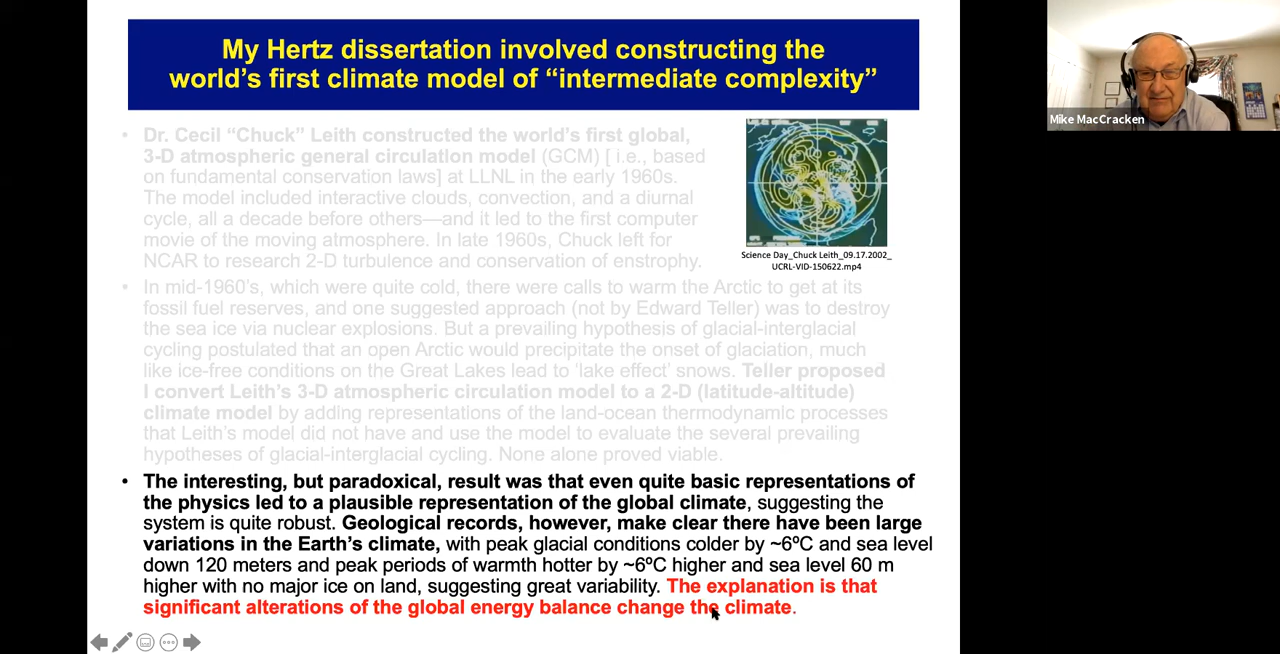 My Hertz dissertation involved constructing the
world's first climate model of "intermediate complexity"
• Dr. Cecil "Chuck" Leith constructed the world's first global,
3-D atmospheric general circulation model (GCM) [ i.e., based
on fundamental conservation laws] at LLNL in the early 1960s.
The model included interactive clouds, convection, and a diurnal
cycle, all a decade before others—and it led to the first computer
movie of the moving atmosphere. In late 1960s, Chuck left for
NCAR to research 2-D turbulence and conservation of enstrophy.
Science Day_Chuck Leith_09.17.2002_
UCRL-VID-150622.mp4
• In mid-1960's, which were quite cold, there were calls to warm the Arctic to get at its
fossil fuel reserves, and one suggested approach (not by Edward Teller) was to destroy
the sea ice via nuclear explosions. But a prevailing hypothesis of glacial-interglacial
cycling postulated that an open Arctic would precipitate the onset of glaciation, much
like ice-free conditions on the Great Lakes lead to 'lake effect' snows. Teller proposed
I convert Leith's 3-D atmospheric circulation model to a 2-D (latitude-altitude)
climate model by adding representations of the land-ocean thermodynamic processes
that Leith's model did not have and use the model to evaluate the several prevailing
hypotheses of glacial-interglacial cycling. None alone proved viable.
• The interesting, but paradoxical, result was that even quite basic representations of
the physics led to a plausible representation of the global climate, suggesting the
system is quite robust. Geological records, however, make clear there have been large
variations in the Earth's climate, with peak glacial conditions colder by ~6ºC and sea level
down 120 meters and peak periods of warmth hotter by ~6ºC higher and sea level 60 m
higher with no major ice on land, suggesting great variability. The explanation is that
significant alterations of the global energy balance change the climate.
Mike MacCracken